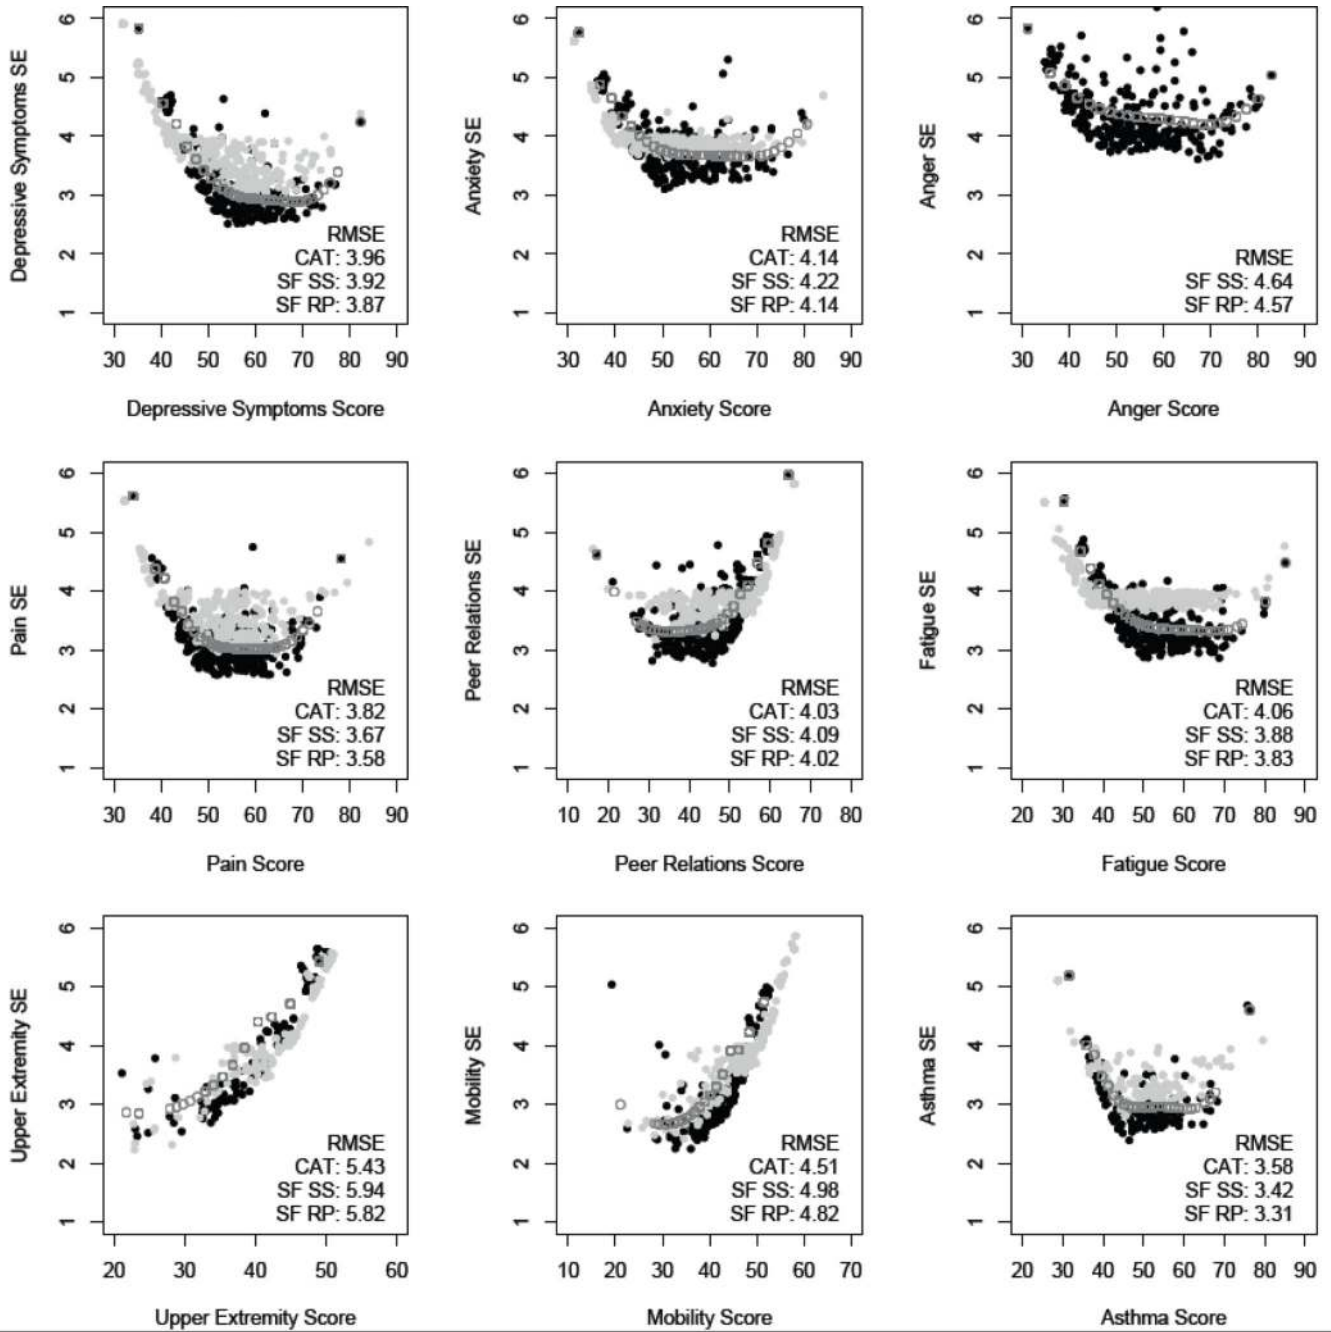 Depressive Symptoms SE
6
5
4
3
2
1
RMSE
CAT: 3.96
SF SS: 3.92
SF RP: 3.87
30 40 50 60 70 80 90
Depressive Symptoms Score
Anxiety SE
6
5
4
3
2
1
RMSE
CAT: 4.14
SF SS: 4.22
SF RP: 4.14
30 40 50 60 70 80 90
Anxiety Score
Anger SE
6
5
4
3
2
1
RMSE
SF SS: 4.64
SF RP: 4.57
30 40 50 60 70 80 90
Anger Score
Pain SE
6
5
4
3
2
1
RMSE
CAT: 3.82
SF SS: 3.67
SF RP: 3.58
30 40 50 60 70 80 90
Pain Score
Peer Relations SE
6
5
4
3
2
1
RMSE
CAT: 4.03
SF SS: 4.09
SF RP: 4.02
10 20 30 40 50 60 70 80
Peer Relations Score
Fatigue SE
6
5
4
3
2
1
RMSE
CAT: 4.06
SF SS: 3.88
SF RP: 3.83
20 30 40 50 60 70 80 90
Fatigue Score
Upper Extremity SE
6
5
4
3
2
1
RMSE
CAT: 5.43
SF SS: 5.94
SF RP: 5.82
20 30 40 50 60
Upper Extremity Score
Mobility SE
6
5
4
3
2
1
RMSE
CAT: 4.51
SF SS: 4.98
SF RP: 4.82
10 20 30 40 50 60 70
Mobility Score
Asthma SE
6
5
4
3
2
1
RMSE
CAT: 3.58
SF SS: 3.42
SF RP: 3.31
20 30 40 50 60 70 80 90
Asthma Score